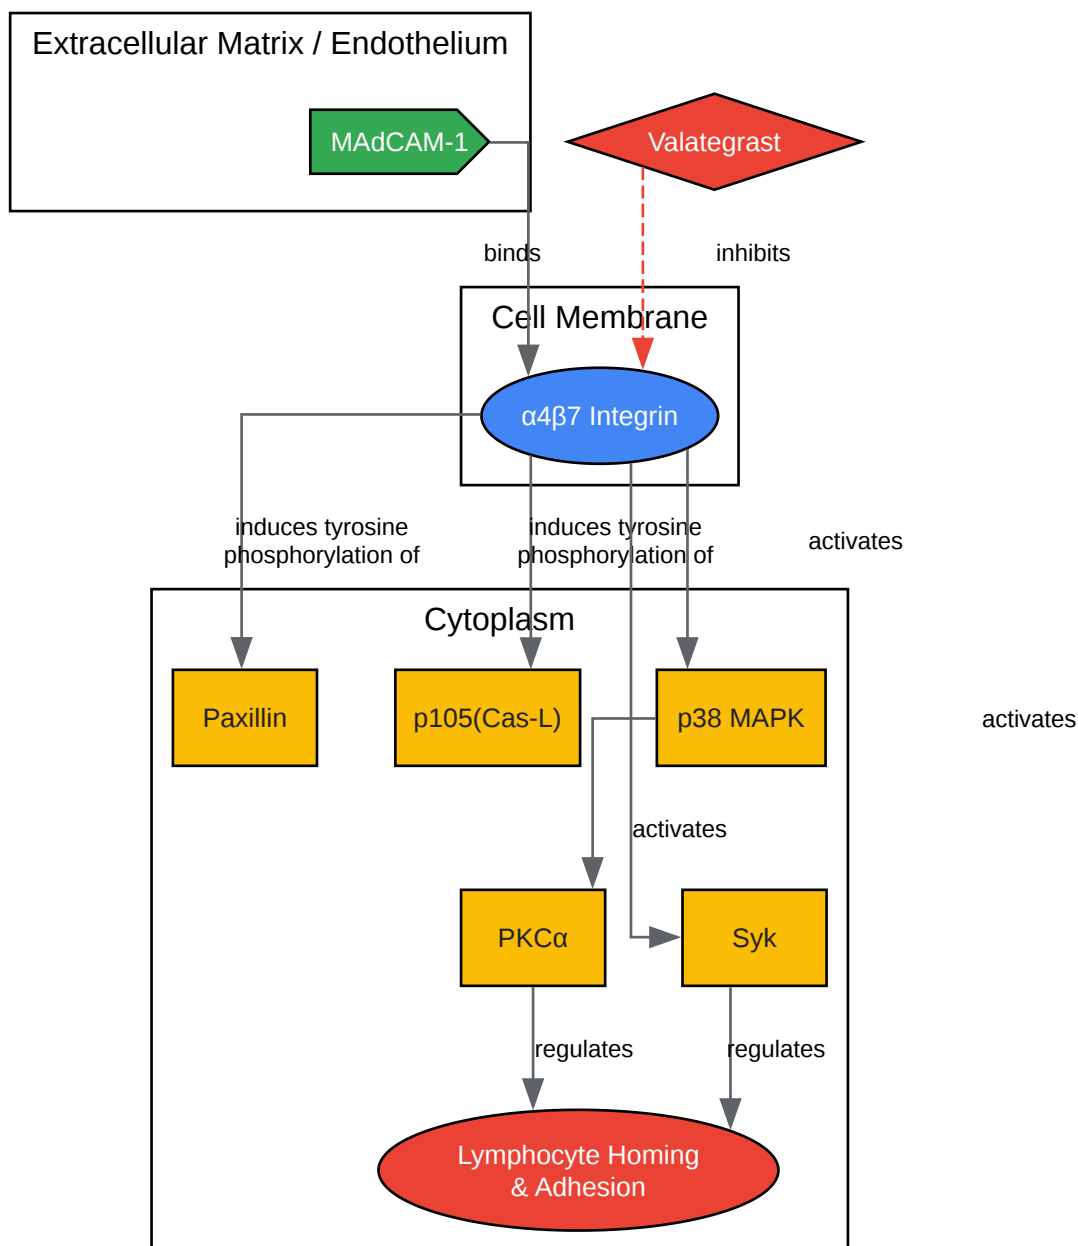 Extracellular Matrix / Endothelium
MAdCAM-1
Valategrast
binds
inhibits
Cell Membrane
α4β7 Integrin
induces tyrosine
phosphorylation of
induces tyrosine
phosphorylation of
activates
Cytoplasm
Paxillin
p105(Cas-L)
p38 MAPK
activates
activates
PKCα
Syk
regulates
regulates
Lymphocyte Homing
& Adhesion